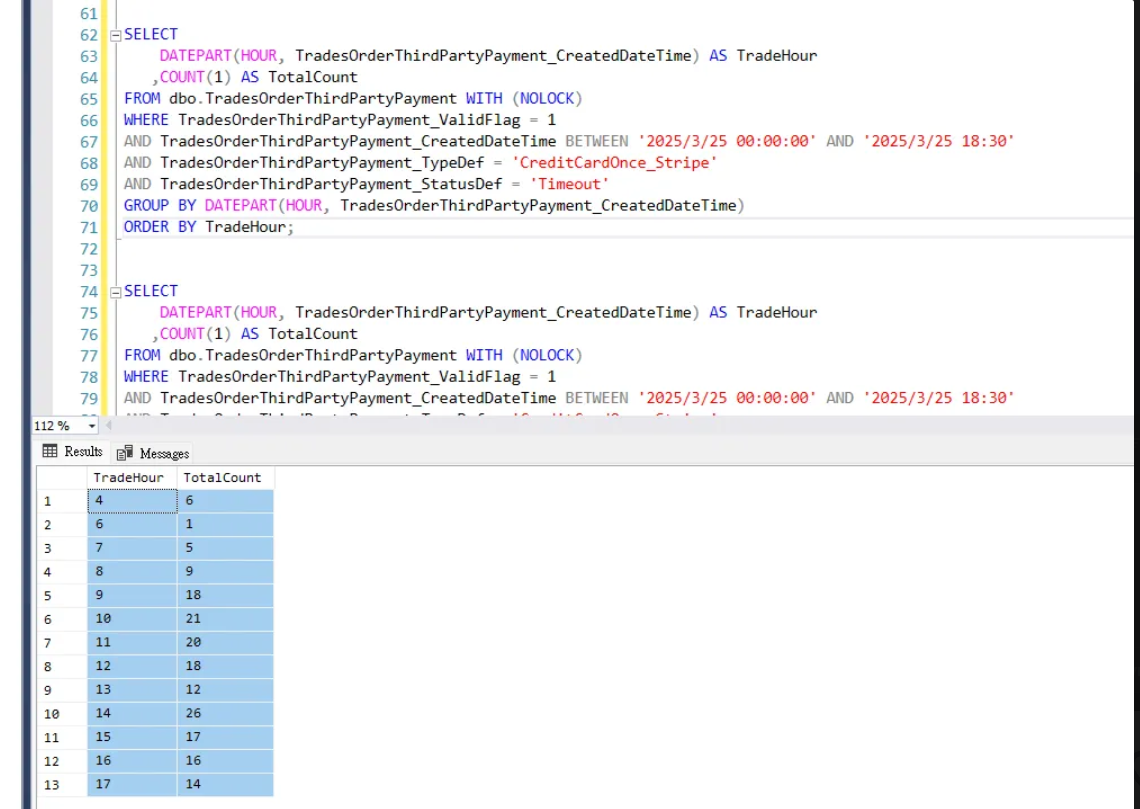 61
62 SELECT
63 DATEPART(HOUR, TradesOrderThirdPartyPayment_CreatedDateTime) AS TradeHour
64 ,COUNT(1) AS TotalCount
65 FROM dbo.TradesOrderThirdPartyPayment WITH (NOLOCK)
66 WHERE TradesOrderThirdPartyPayment_ValidFlag = 1
67 AND TradesOrderThirdPartyPayment_CreatedDateTime BETWEEN '2025/3/25 00:00:00' AND '2025/3/25 18:30'
68 AND TradesOrderThirdPartyPayment_TypeDef = 'CreditCardOnce_Stripe'
69 AND TradesOrderThirdPartyPayment_StatusDef = 'Timeout'
70 GROUP BY DATEPART(HOUR, TradesOrderThirdPartyPayment_CreatedDateTime)
71 ORDER BY TradeHour;
72
73
74 SELECT
75 DATEPART(HOUR, TradesOrderThirdPartyPayment_CreatedDateTime) AS TradeHour
76 ,COUNT(1) AS TotalCount
77 FROM dbo.TradesOrderThirdPartyPayment WITH (NOLOCK)
78 WHERE TradesOrderThirdPartyPayment_ValidFlag = 1
79 AND TradesOrderThirdPartyPayment_CreatedDateTime BETWEEN '2025/3/25 00:00:00' AND '2025/3/25 18:30'
112 %
Results Messages
TradeHour TotalCount
1 4 6
2 6 1
3 7 5
4 8 9
5 9 18
6 10 21
7 11 20
8 12 18
9 13 12
10 14 26
11 15 17
12 16 16
13 17 14